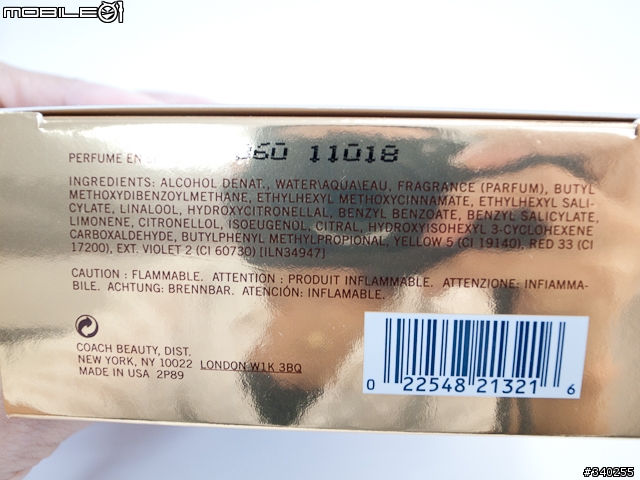 MOBILE01
60 11018
PERFUME EN
INGREDIENTS: ALCOHOL DENAT., WATER\AQUA\EAU, FRAGRANCE (PARFUM), BUTYL
METHOXYDIBENZOYLMETHANE, ETHYLHEXYL METHOXYCINNAMATE, ETHYLHEXYL SALI-
CYLATE, LINALOOL, HYDROXYCITRONELLAL, BENZYL BENZOATE, BENZYL SALICYLATE,
LIMONENE, CITRONELLOL, ISOEUGENOL, CITRAL, HYDROXYISOHEXYL 3-CYCLOHEXENE
CARBOXALDEHYDE, BUTYLPHENYL METHYLPROPIONAL, YELLOW 5 (CI 19140), RED 33 (CI
17200), EXT. VIOLET 2 (CI 60730) [ILN34947]
CAUTION : FLAMMABLE. ATTENTION : PRODUIT INFLAMMABLE. ATTENZIONE: INFIAMMA-
BILE. ACHTUNG: BRENNBAR. ATENCIÓN: INFLAMABLE.
COACH BEAUTY, DIST.
NEW YORK, NY 10022 LONDON W1K 3BQ
MADE IN USA 2P89
0 22548 21321 6
#340255